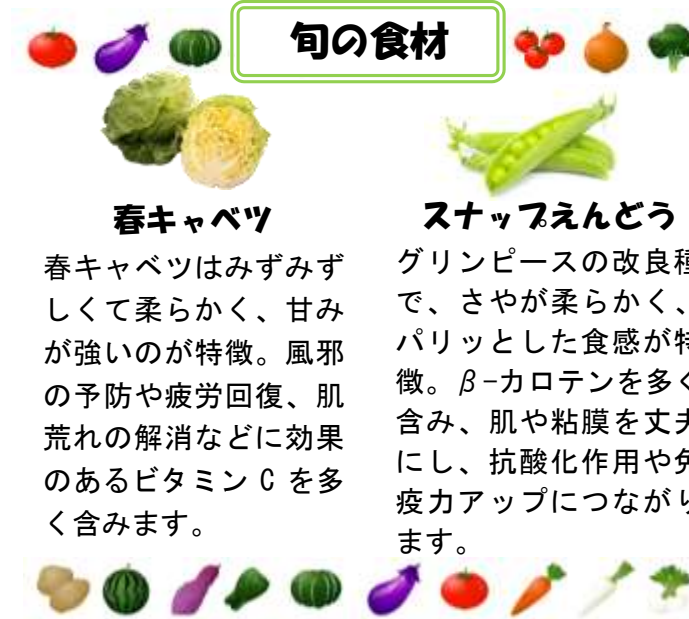 旬の食材
春キャベツ
春キャベツはみずみず
しくて柔らかく、甘み
が強いのが特徴。風邪
の予防や疲労回復、肌
荒れの解消などに効果
のあるビタミン C を多
く含みます。
スナップえんどう
グリンピースの改良種
で、さやが柔らかく、
パリッとした食感が特
徴。β-カロテンを多く
含み、肌や粘膜を丈夫
にし、抗酸化作用や免
疫力アップにつながり
ます。